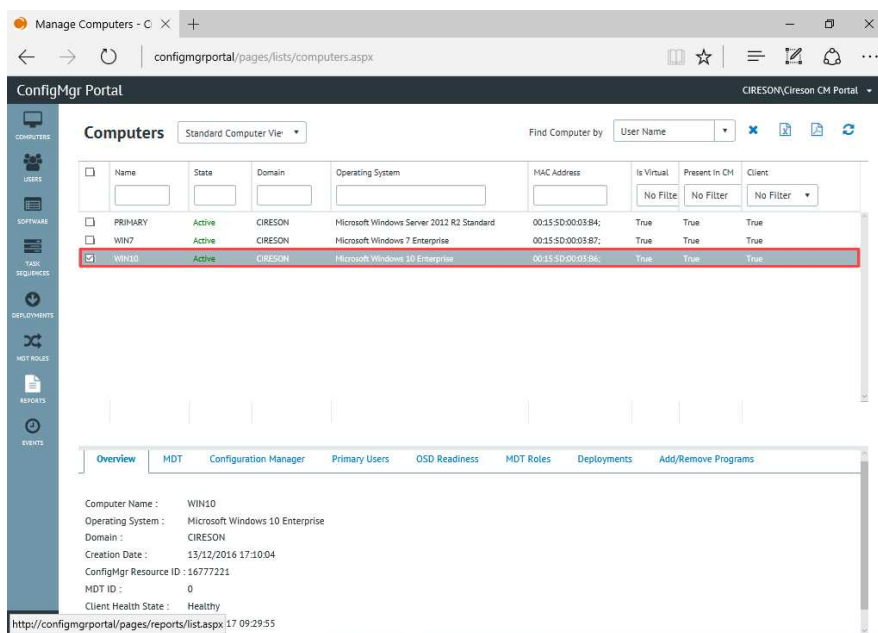 Manage Computers - C
configmgrportal/pages/lists/computers.aspx
ConfigMgr Portal
CIRESON\Cireson CM Portal
COMPUTERS
USERS
SOFTWARE
TASK SEQUENCES
DEPLOYMENTS
MDT ROLES
REPORTS
EVENTS
Computers
Standard Computer Vie
Find Computer by
User Name
Name State Domain Operating System MAC Address Is Virtual Present In CM Client
No Filte No Filter No Filter
PRIMARY Active CIRESON Microsoft Windows Server 2012 R2 Standard 00:15:5D:00:03:B4; True True True
WIN7 Active CIRESON Microsoft Windows 7 Enterprise 00:15:5D:00:03:B7; True True True
WIN10 Active CIRESON Microsoft Windows 10 Enterprise 00:15:5D:00:03:B6; True True True
Overview MDT Configuration Manager Primary Users OSD Readiness MDT Roles Deployments Add/Remove Programs
Computer Name : WIN10
Operating System : Microsoft Windows 10 Enterprise
Domain : CIRESON
Creation Date : 13/12/2016 17:10:04
ConfigMgr Resource ID : 16777221
MDT ID : 0
Client Health State : Healthy
http://configmgrportal/pages/reports/list.aspx 17 09:29:55